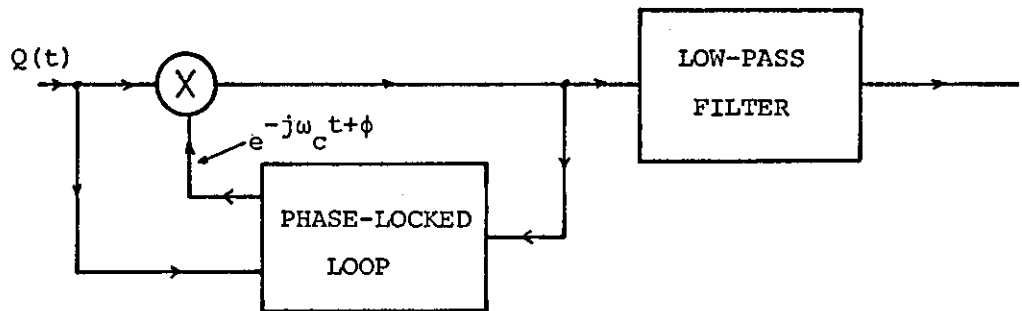 Q(t)
X
LOW-PASS
FILTER
e^{-jω_c t+φ}
PHASE-LOCKED
LOOP